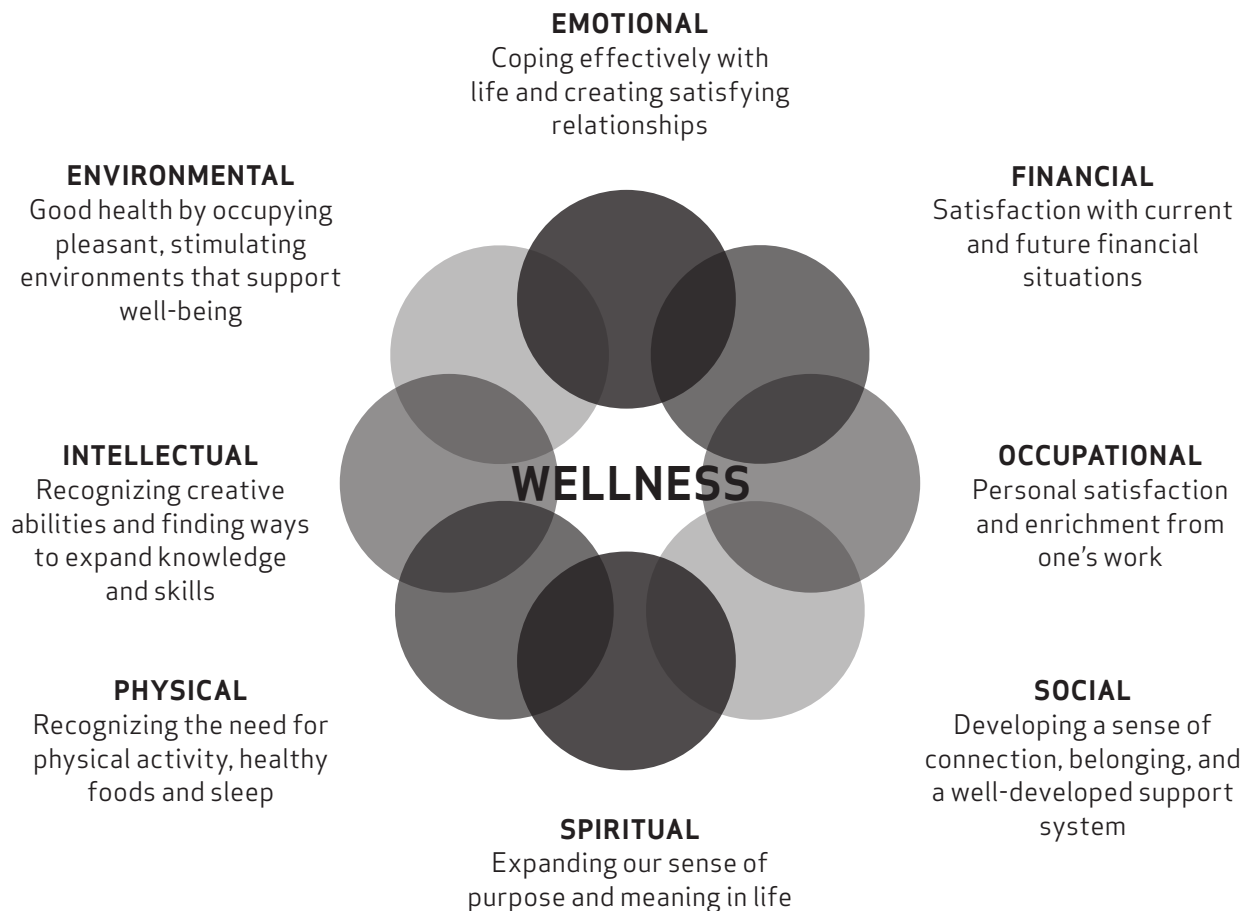 EMOTIONAL
Coping effectively with
life and creating satisfying
relationships
ENVIRONMENTAL
Good health by occupying
pleasant, stimulating
environments that support
well-being
FINANCIAL
Satisfaction with current
and future financial
situations
INTELLECTUAL
Recognizing creative
abilities and finding ways
to expand knowledge
and skills
WELLNESS
OCCUPATIONAL
Personal satisfaction
and enrichment from
one’s work
PHYSICAL
Recognizing the need for
physical activity, healthy
foods and sleep
SOCIAL
Developing a sense of
connection, belonging, and
a well-developed support
system
SPIRITUAL
Expanding our sense of
purpose and meaning in life